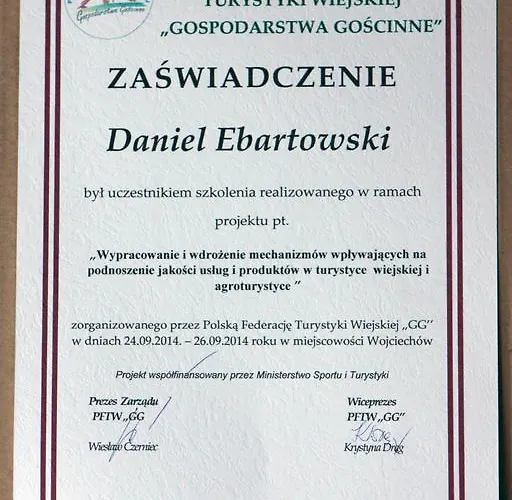 Gospodarstwa Gościnne
TURYSTYKI WIEJSKIEJ
„GOSPODARSTWA GOŚCINNE”
ZAŚWIADCZENIE
Daniel Ebartowski
był uczestnikiem szkolenia realizowanego w ramach
projektu pt.
„Wypracowanie i wdrożenie mechanizmów wpływających na
podnoszenie jakości usług i produktów w turystyce wiejskiej i
agroturystyce ”
zorganizowanego przez Polską Federację Turystyki Wiejskiej „GG’’
w dniach 24.09.2014. – 26.09.2014 roku w miejscowości Wojciechów
Projekt współfinansowany przez Ministerstwo Sportu i Turystyki
Prezes Zarządu
PFTW„GG
Wiesław Czerniec
Wiceprezes
PFTW„GG”
Krystyna Drąg